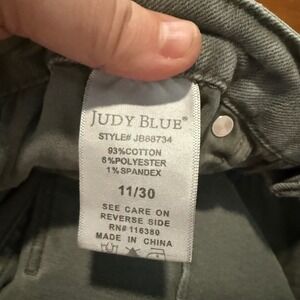 JUDY BLUE®
STYLE# JB88734
93%COTTON
6%POLYESTER
1%SPANDEX
11/30
SEE CARE ON
REVERSE SIDE
RN# 116380
MADE IN CHINA